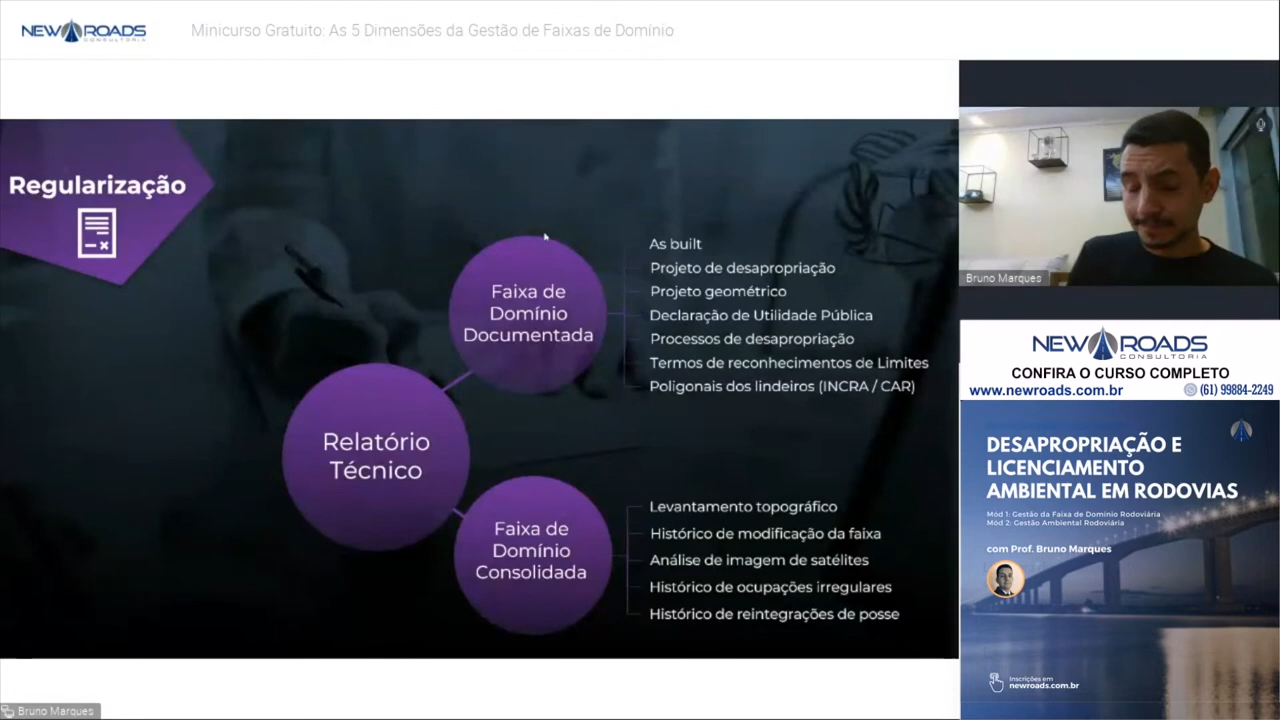 NEW ROADS
CONSULTORIA
Minicurso Gratuito: As 5 Dimensões da Gestão de Faixas de Domínio
Regularização
Relatório
Técnico
Faixa de
Domínio
Documentada
As built
Projeto de desapropriação
Projeto geométrico
Declaração de Utilidade Pública
Processos de desapropriação
Termos de reconhecimentos de Limites
Poligonais dos lindeiros (INCRA / CAR)
Faixa de
Domínio
Consolidada
Levantamento topográfico
Histórico de modificação da faixa
Análise de imagem de satélites
Histórico de ocupações irregulares
Histórico de reintegrações de posse
Bruno Marques
Bruno Marques
NEW ROADS
CONSULTORIA
CONFIRA O CURSO COMPLETO
www.newroads.com.br (61) 99884-2249
DESAPROPRIAÇÃO E
LICENCIAMENTO
AMBIENTAL EM RODOVIAS
Mód 1: Gestão da Faixa de Domínio Rodoviária
Mód 2: Gestão Ambiental Rodoviária
com Prof. Bruno Marques
Inscrições em
newroads.com.br